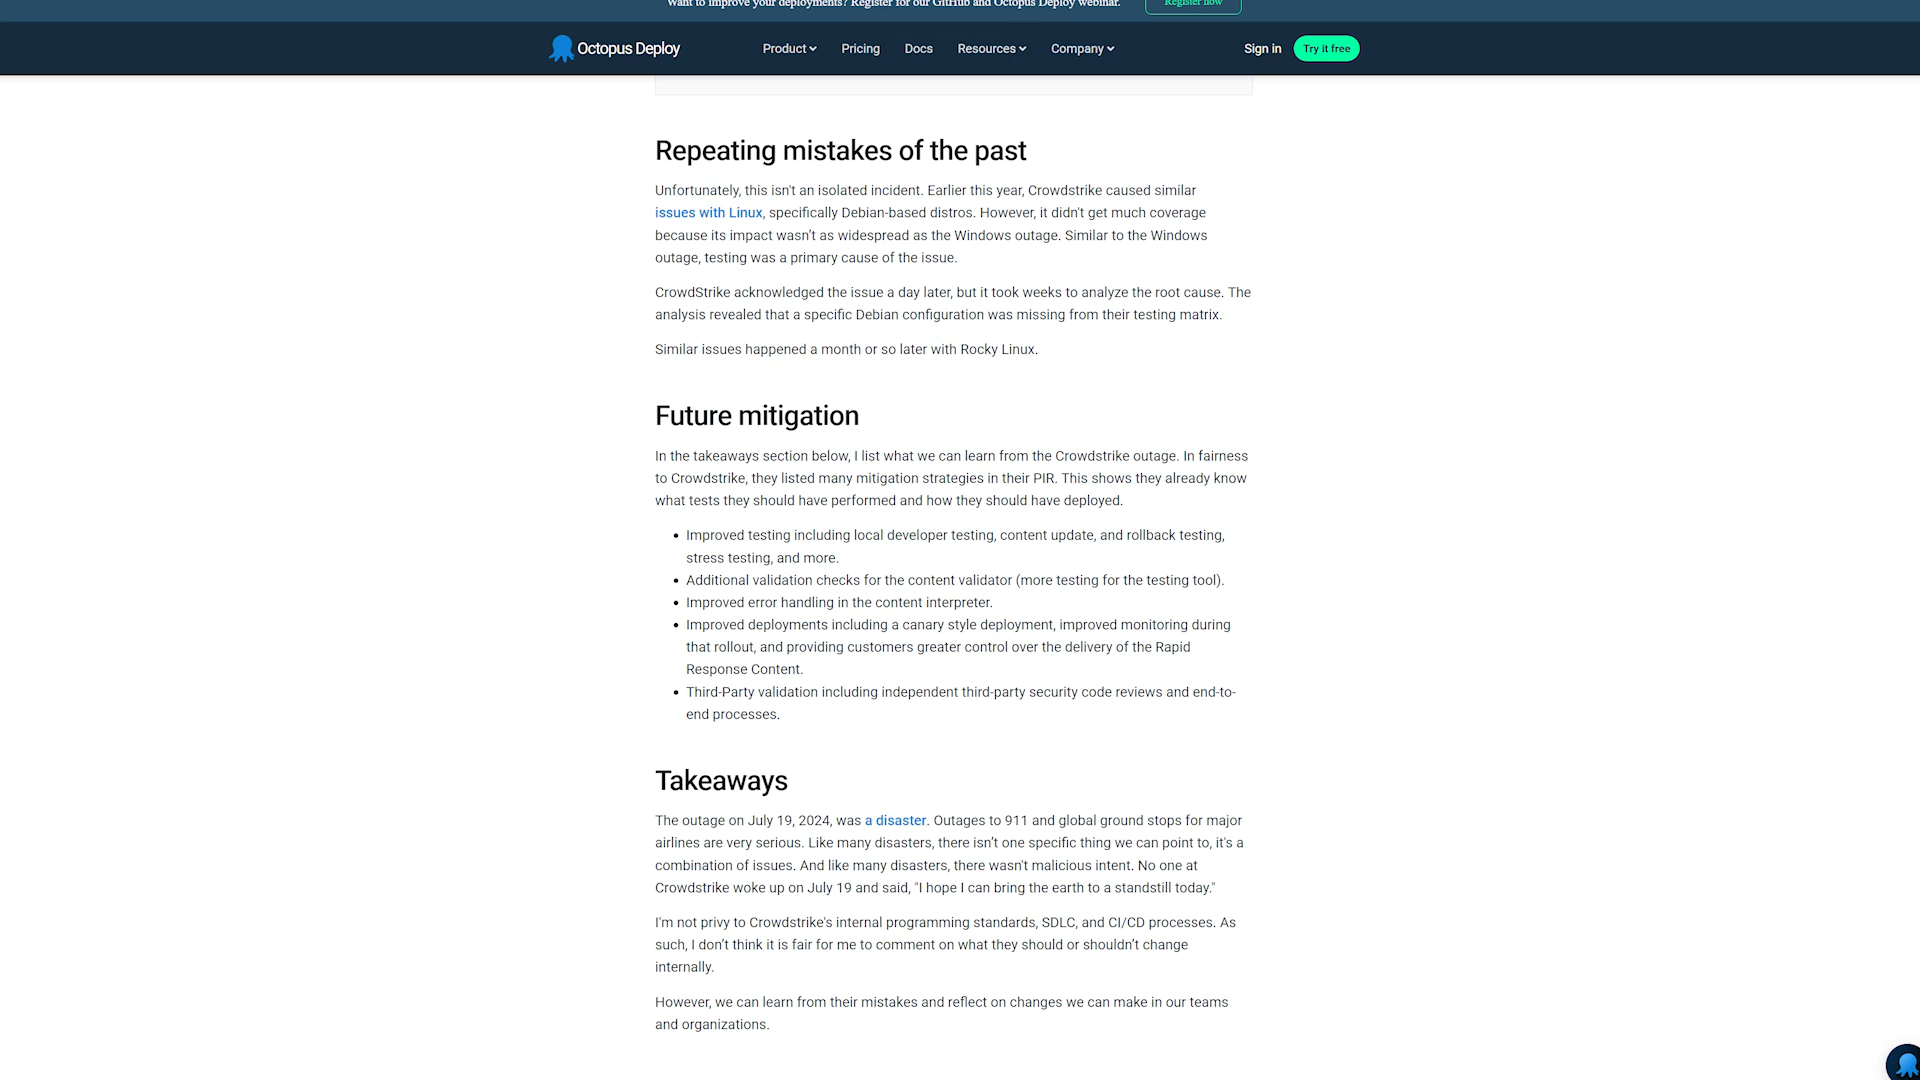 Want to improve your deployments? Register for our GitHub and Octopus Deploy webinar. Register now
Octopus Deploy Product Pricing Docs Resources Company Sign in Try it free
Repeating mistakes of the past
Unfortunately, this isn't an isolated incident. Earlier this year, Crowdstrike caused similar
issues with Linux, specifically Debian-based distros. However, it didn't get much coverage
because its impact wasn’t as widespread as the Windows outage. Similar to the Windows
outage, testing was a primary cause of the issue.
CrowdStrike acknowledged the issue a day later, but it took weeks to analyze the root cause. The
analysis revealed that a specific Debian configuration was missing from their testing matrix.
Similar issues happened a month or so later with Rocky Linux.
Future mitigation
In the takeaways section below, I list what we can learn from the Crowdstrike outage. In fairness
to Crowdstrike, they listed many mitigation strategies in their PIR. This shows they already know
what tests they should have performed and how they should have deployed.
• Improved testing including local developer testing, content update, and rollback testing,
stress testing, and more.
• Additional validation checks for the content validator (more testing for the testing tool).
• Improved error handling in the content interpreter.
• Improved deployments including a canary style deployment, improved monitoring during
that rollout, and providing customers greater control over the delivery of the Rapid
Response Content.
• Third-Party validation including independent third-party security code reviews and end-to-
end processes.
Takeaways
The outage on July 19, 2024, was a disaster. Outages to 911 and global ground stops for major
airlines are very serious. Like many disasters, there isn’t one specific thing we can point to, it's a
combination of issues. And like many disasters, there wasn't malicious intent. No one at
Crowdstrike woke up on July 19 and said, "I hope I can bring the earth to a standstill today."
I'm not privy to Crowdstrike's internal programming standards, SDLC, and CI/CD processes. As
such, I don’t think it is fair for me to comment on what they should or shouldn’t change
internally.
However, we can learn from their mistakes and reflect on changes we can make in our teams
and organizations.